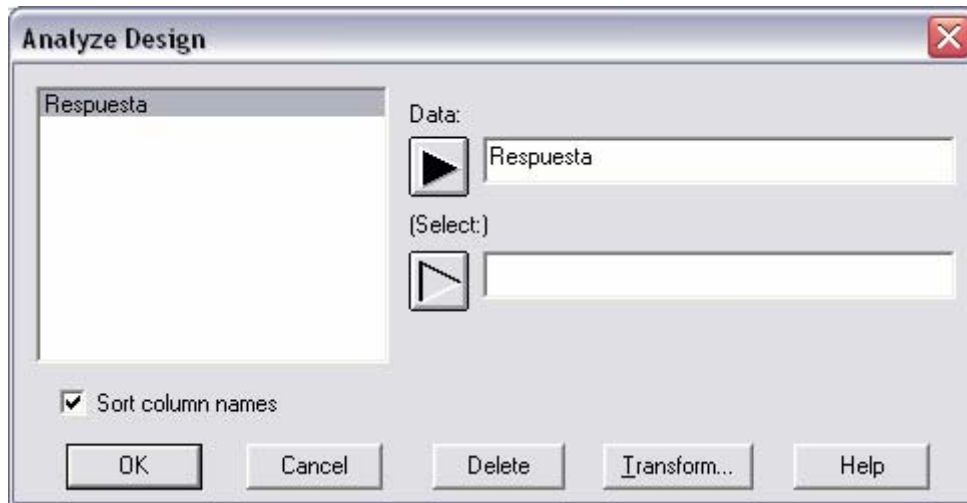 Analyze Design
Respuesta
Data:
Respuesta
(Select:)
Sort column names
OK Cancel Delete Transform... Help